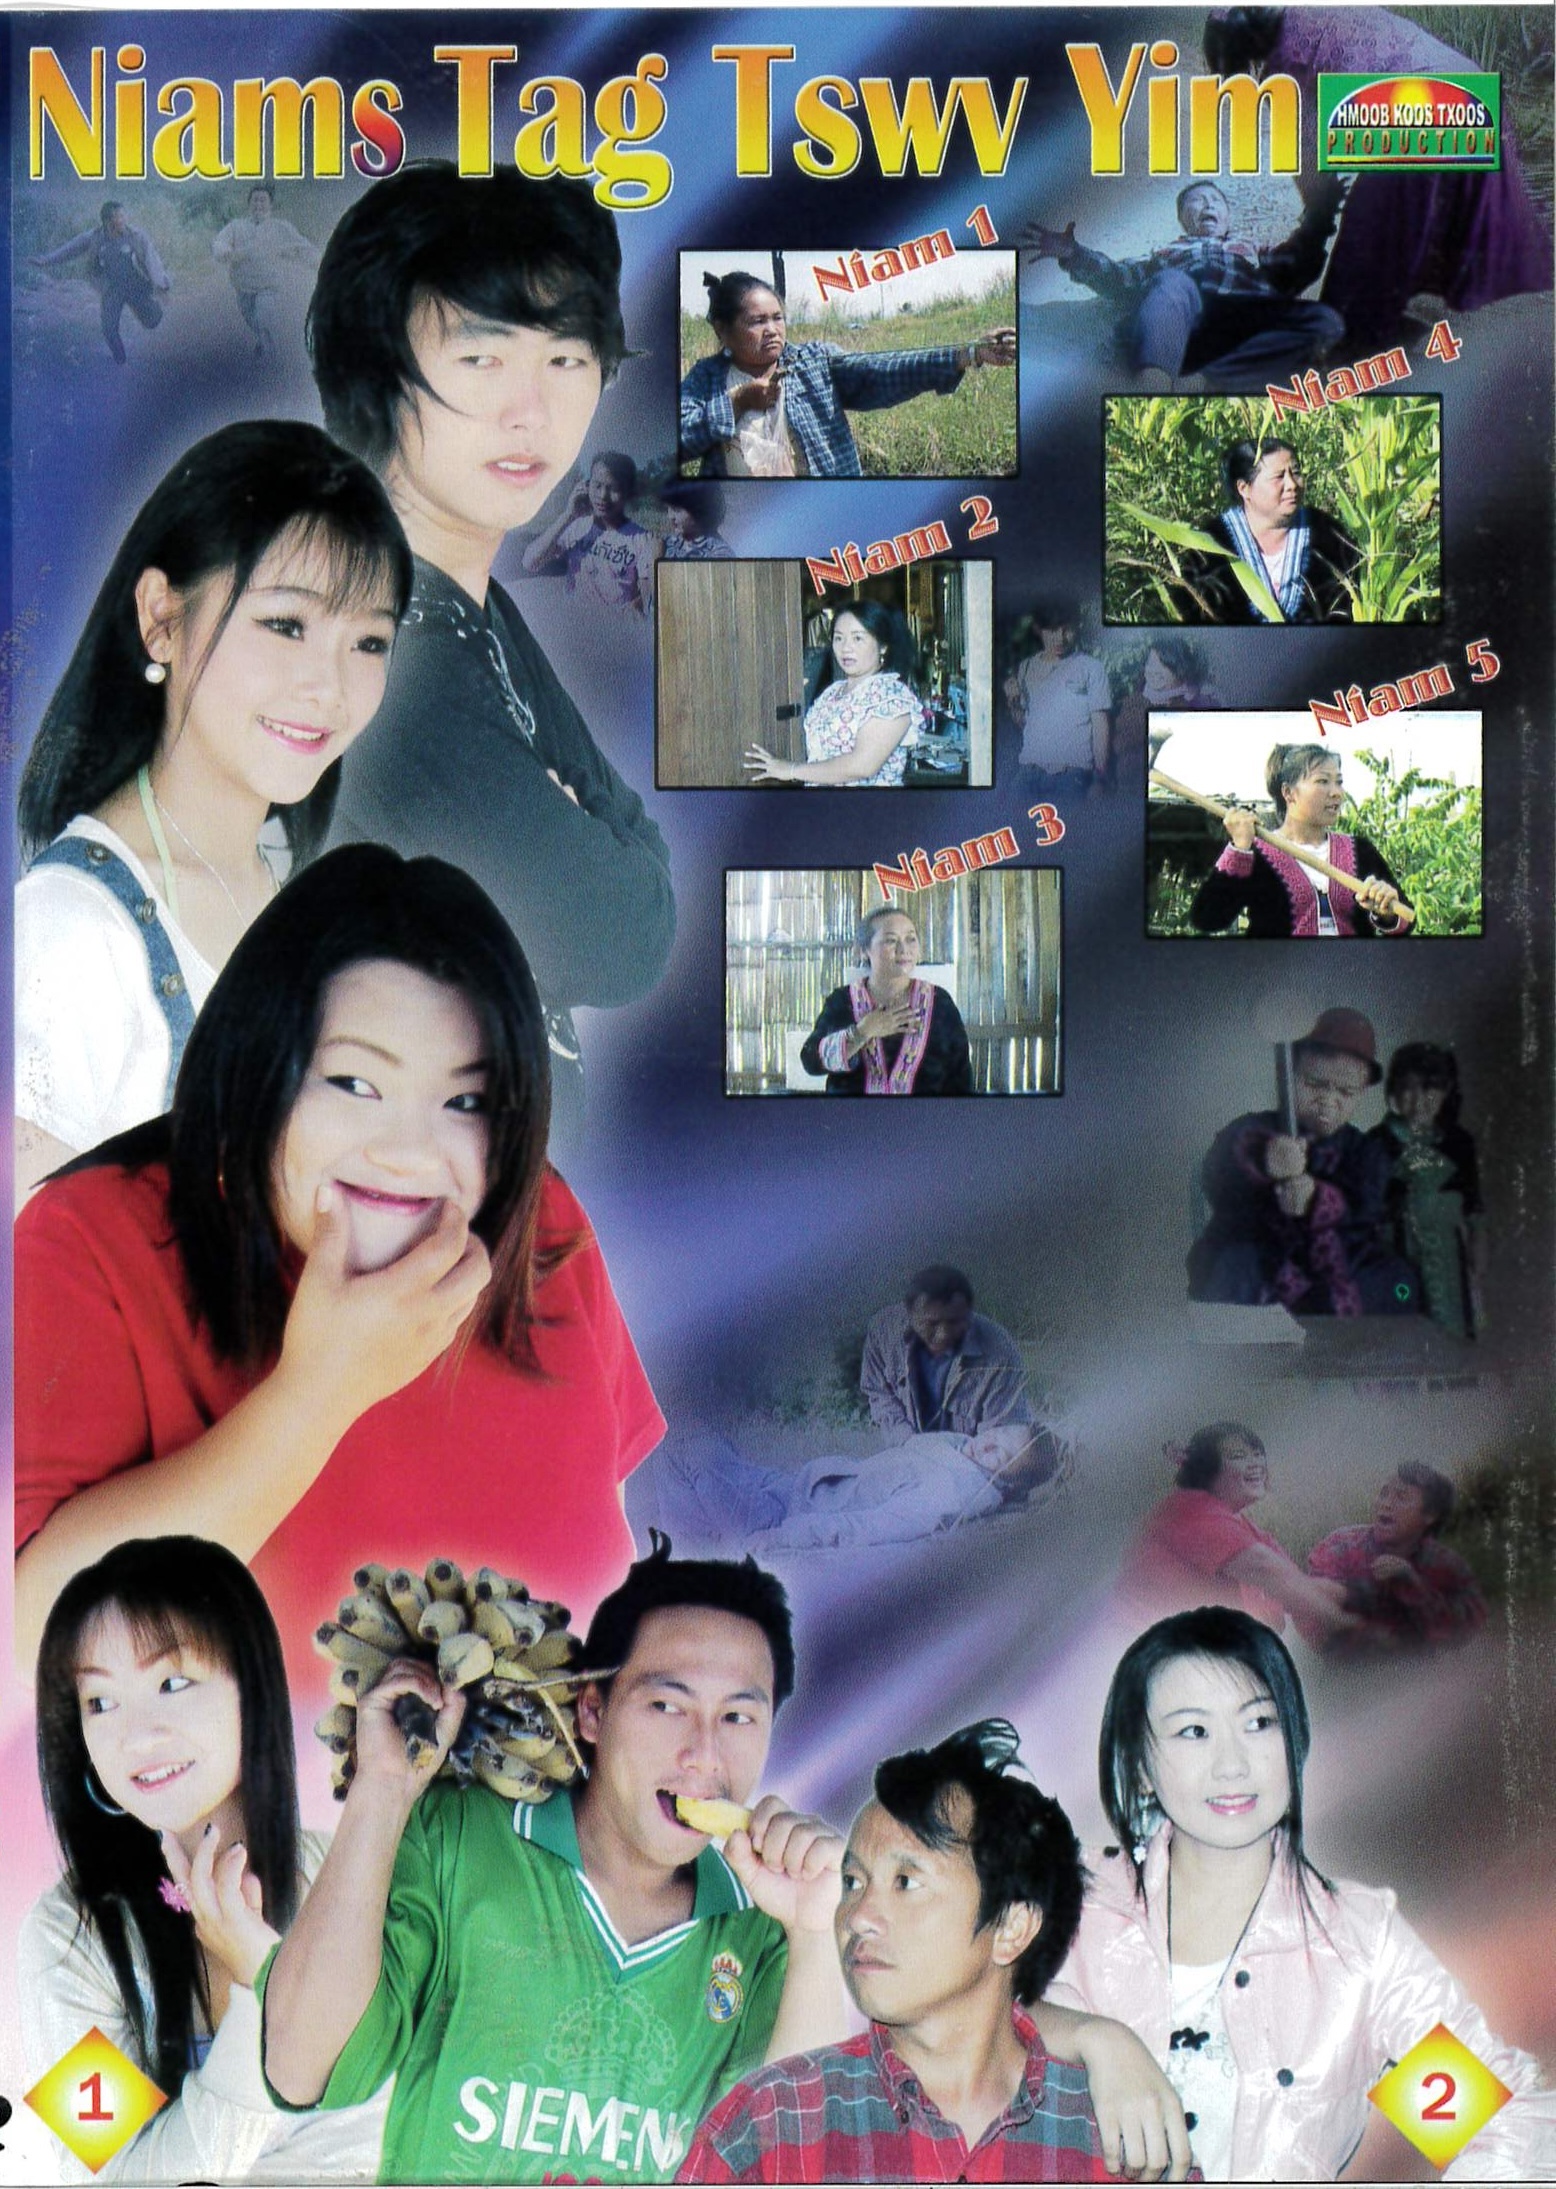 Niams Tag Tswv Yim
HMOOB KOOS TXOOS
PRODUCTION
Niam 1
Niam 4
Niam 2
Niam 5
Niam 3
SIEMENS
1
2